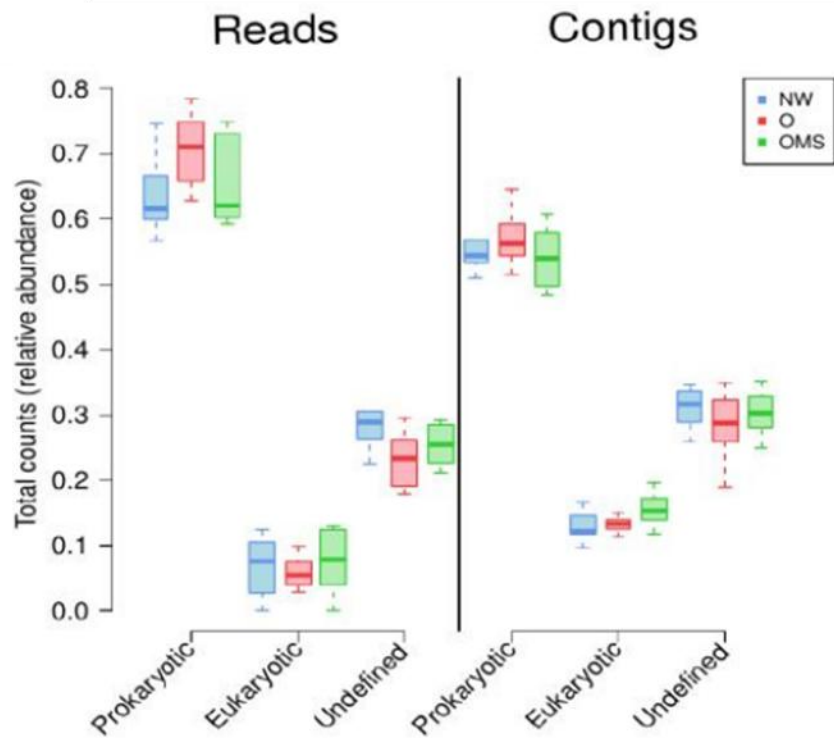 Reads
Contigs
NW
O
OMS
Total counts (relative abundance)
0.8
0.7
0.6
0.5
0.4
0.3
0.2
0.1
0.0
Prokaryotic
Eukaryotic
Undefined
Prokaryotic
Eukaryotic
Undefined